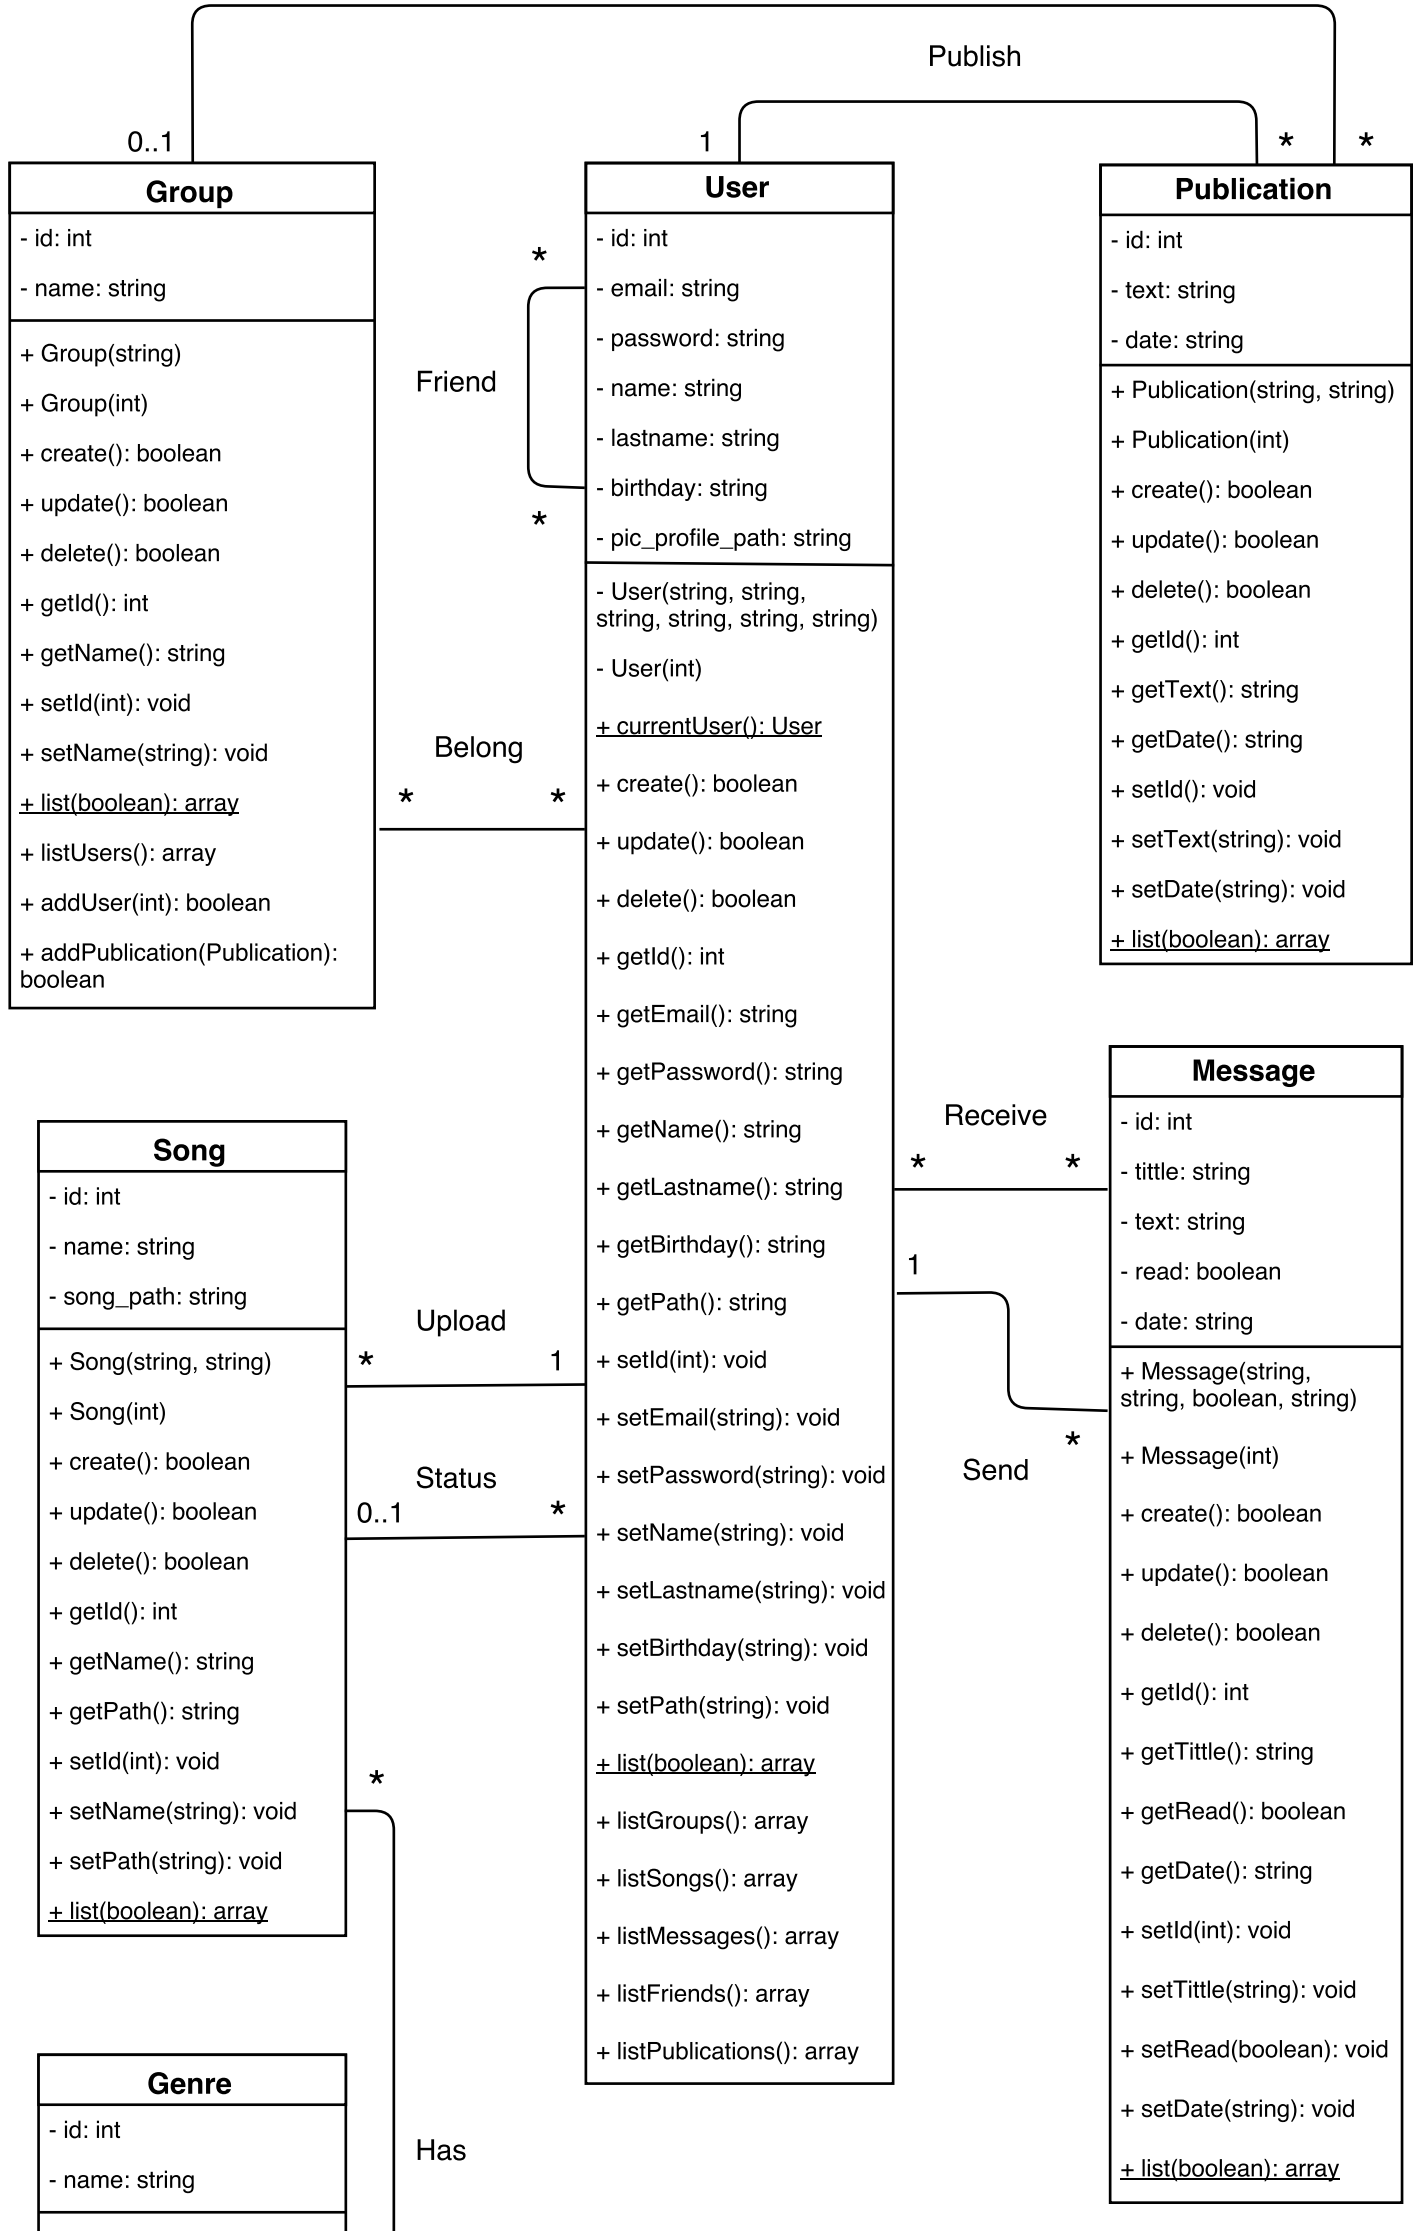 Publish
0..1
1
*
*
Group
- id: int
- name: string
+ Group(string)
+ Group(int)
+ create(): boolean
+ update(): boolean
+ delete(): boolean
+ getId(): int
+ getName(): string
+ setId(int): void
+ setName(string): void
+ list(boolean): array
+ listUsers(): array
+ addUser(int): boolean
+ addPublication(Publication):
boolean
*
Friend
*
Belong
*
*
User
- id: int
- email: string
- password: string
- name: string
- lastname: string
- birthday: string
- pic_profile_path: string
- User(string, string,
string, string, string, string)
- User(int)
+ currentUser(): User
+ create(): boolean
+ update(): boolean
+ delete(): boolean
+ getId(): int
+ getEmail(): string
+ getPassword(): string
+ getName(): string
+ getLastname(): string
+ getBirthday(): string
+ getPath(): string
+ setId(int): void
+ setEmail(string): void
+ setPassword(string): void
+ setName(string): void
+ setLastname(string): void
+ setBirthday(string): void
+ setPath(string): void
+ list(boolean): array
+ listGroups(): array
+ listSongs(): array
+ listMessages(): array
+ listFriends(): array
+ listPublications(): array
Publication
- id: int
- text: string
- date: string
+ Publication(string, string)
+ Publication(int)
+ create(): boolean
+ update(): boolean
+ delete(): boolean
+ getId(): int
+ getText(): string
+ getDate(): string
+ setId(): void
+ setText(string): void
+ setDate(string): void
+ list(boolean): array
Receive
*
*
1
*
Send
Message
- id: int
- tittle: string
- text: string
- read: boolean
- date: string
+ Message(string,
string, boolean, string)
+ Message(int)
+ create(): boolean
+ update(): boolean
+ delete(): boolean
+ getId(): int
+ getTittle(): string
+ getRead(): boolean
+ getDate(): string
+ setId(int): void
+ setTittle(string): void
+ setRead(boolean): void
+ setDate(string): void
+ list(boolean): array
Song
- id: int
- name: string
- song_path: string
+ Song(string, string)
+ Song(int)
+ create(): boolean
+ update(): boolean
+ delete(): boolean
+ getId(): int
+ getName(): string
+ getPath(): string
+ setId(int): void
+ setName(string): void
+ setPath(string): void
+ list(boolean): array
Upload
*
1
Status
0..1
*
*
Genre
- id: int
- name: string
Has